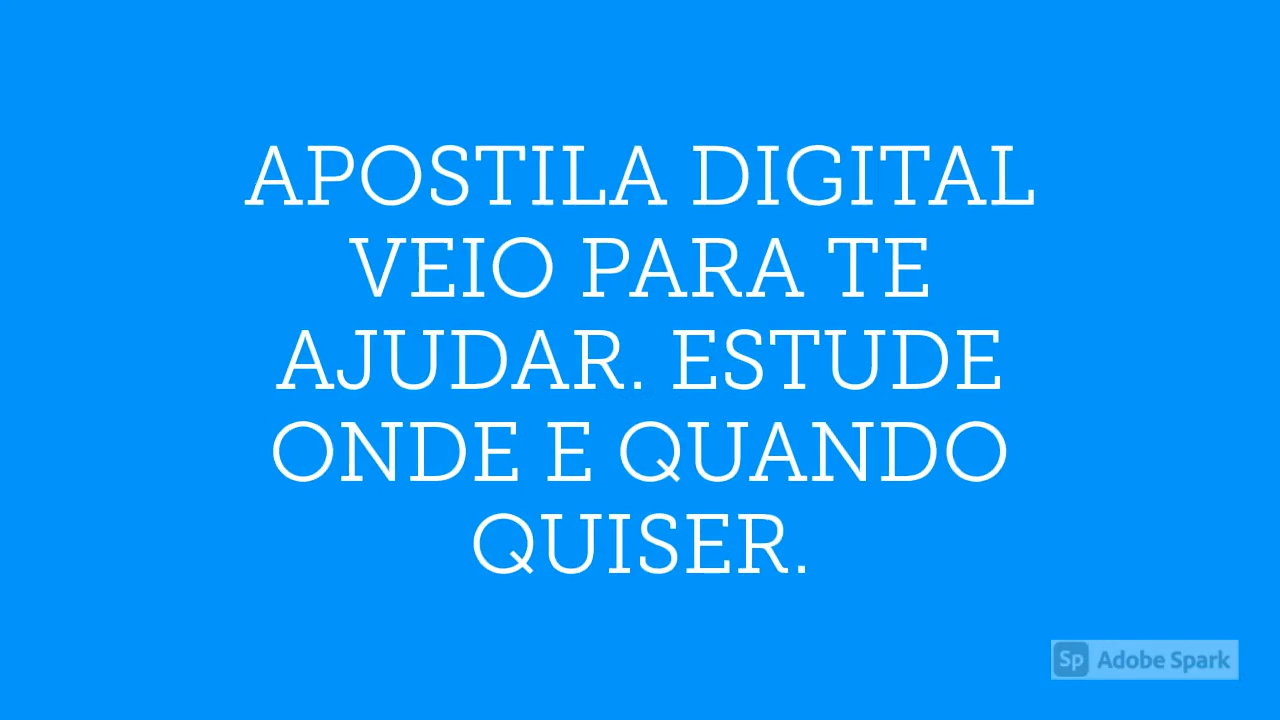 APOSTILA DIGITAL
VEIO PARA TE
AJUDAR. ESTUDE
ONDE E QUANDO
QUISER.
Sp Adobe Spark